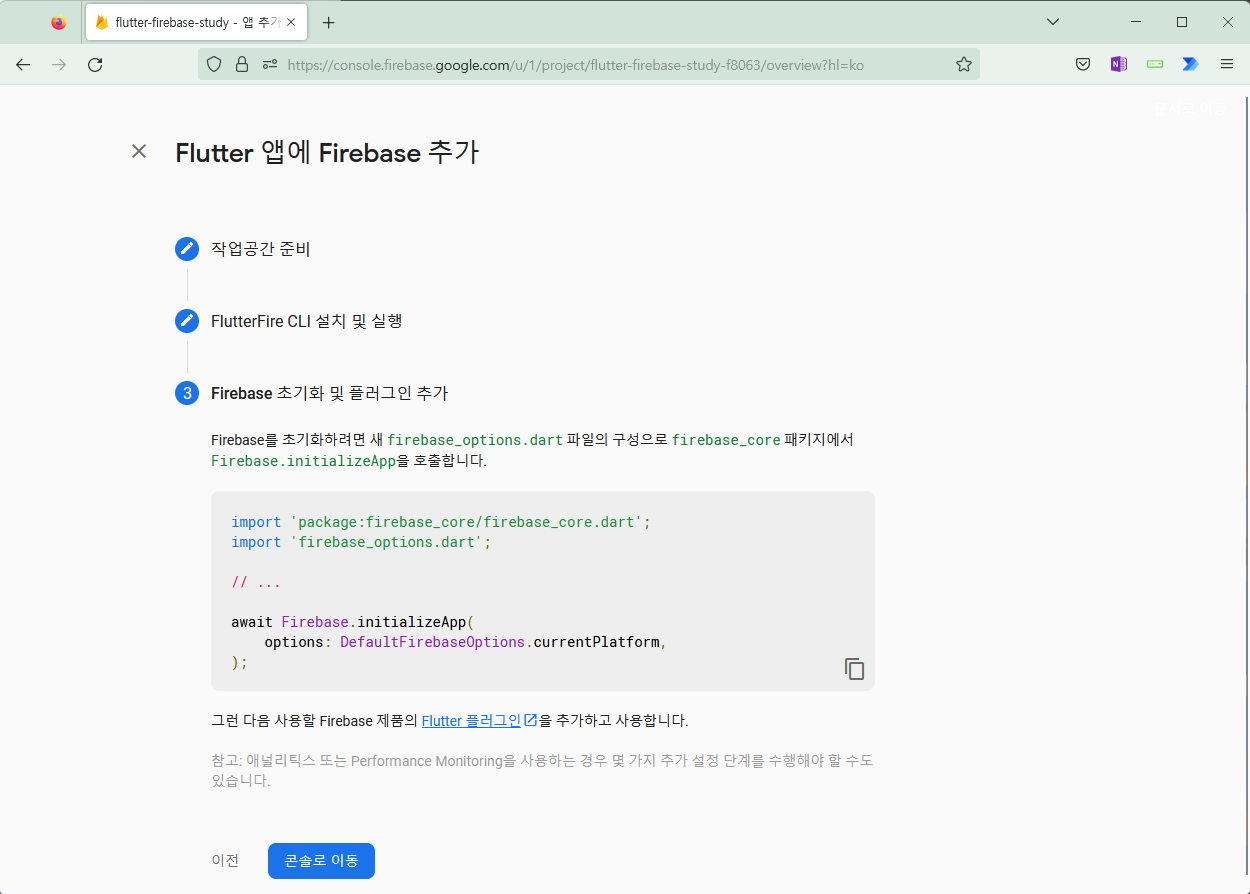 flutter-firebase-study - 앱 추가
https://console.firebase.google.com/u/1/project/flutter-firebase-study-f8063/overview?hl=ko
문서로 이동
Flutter 앱에 Firebase 추가
작업공간 준비
FlutterFire CLI 설치 및 실행
3 Firebase 초기화 및 플러그인 추가
Firebase를 초기화하려면 새 firebase_options.dart 파일의 구성으로 firebase_core 패키지에서
Firebase.initializeApp을 호출합니다.
import 'package:firebase_core/firebase_core.dart';
import 'firebase_options.dart';
// ...
await Firebase.initializeApp(
    options: DefaultFirebaseOptions.currentPlatform,
);
그런 다음 사용할 Firebase 제품의 Flutter 플러그인을 추가하고 사용합니다.
참고: 애널리틱스 또는 Performance Monitoring을 사용하는 경우 몇 가지 추가 설정 단계를 수행해야 할 수도
있습니다.
이전 콘솔로 이동